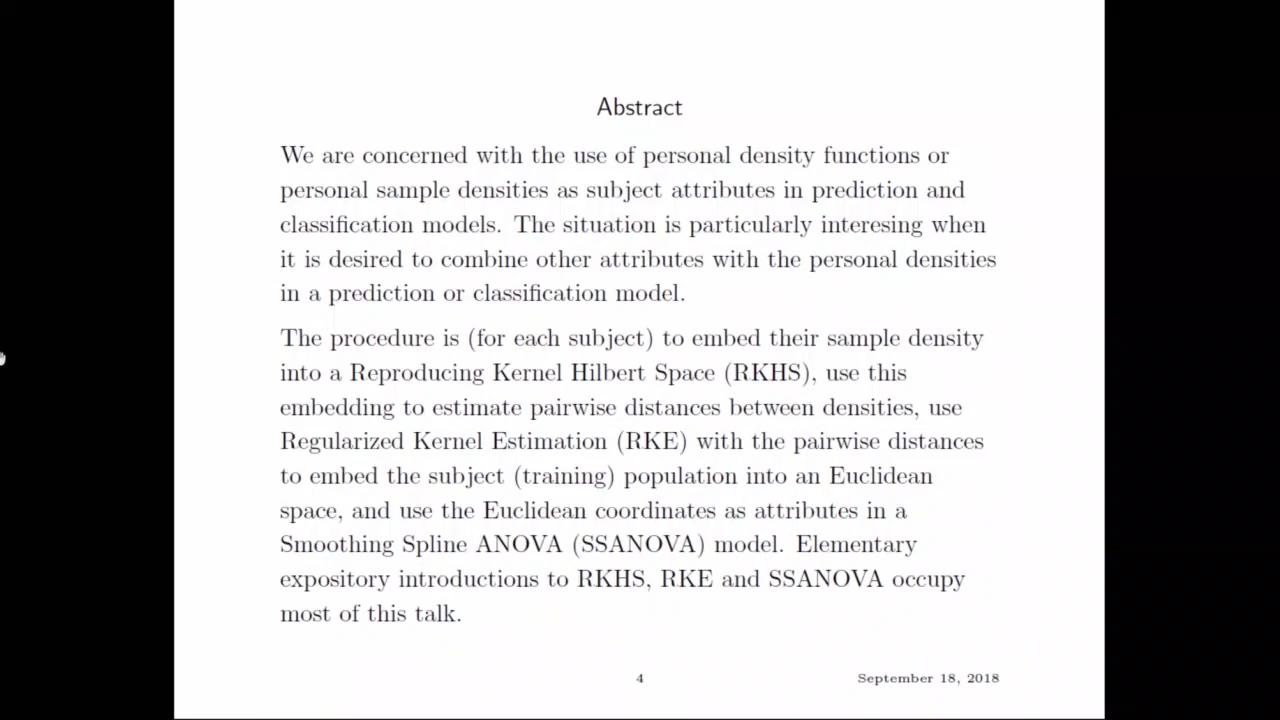 Abstract
We are concerned with the use of personal density functions or
personal sample densities as subject attributes in prediction and
classification models. The situation is particularly interesing when
it is desired to combine other attributes with the personal densities
in a prediction or classification model.
The procedure is (for each subject) to embed their sample density
into a Reproducing Kernel Hilbert Space (RKHS), use this
embedding to estimate pairwise distances between densities, use
Regularized Kernel Estimation (RKE) with the pairwise distances
to embed the subject (training) population into an Euclidean
space, and use the Euclidean coordinates as attributes in a
Smoothing Spline ANOVA (SSANOVA) model. Elementary
expository introductions to RKHS, RKE and SSANOVA occupy
most of this talk.
4 September 18, 2018